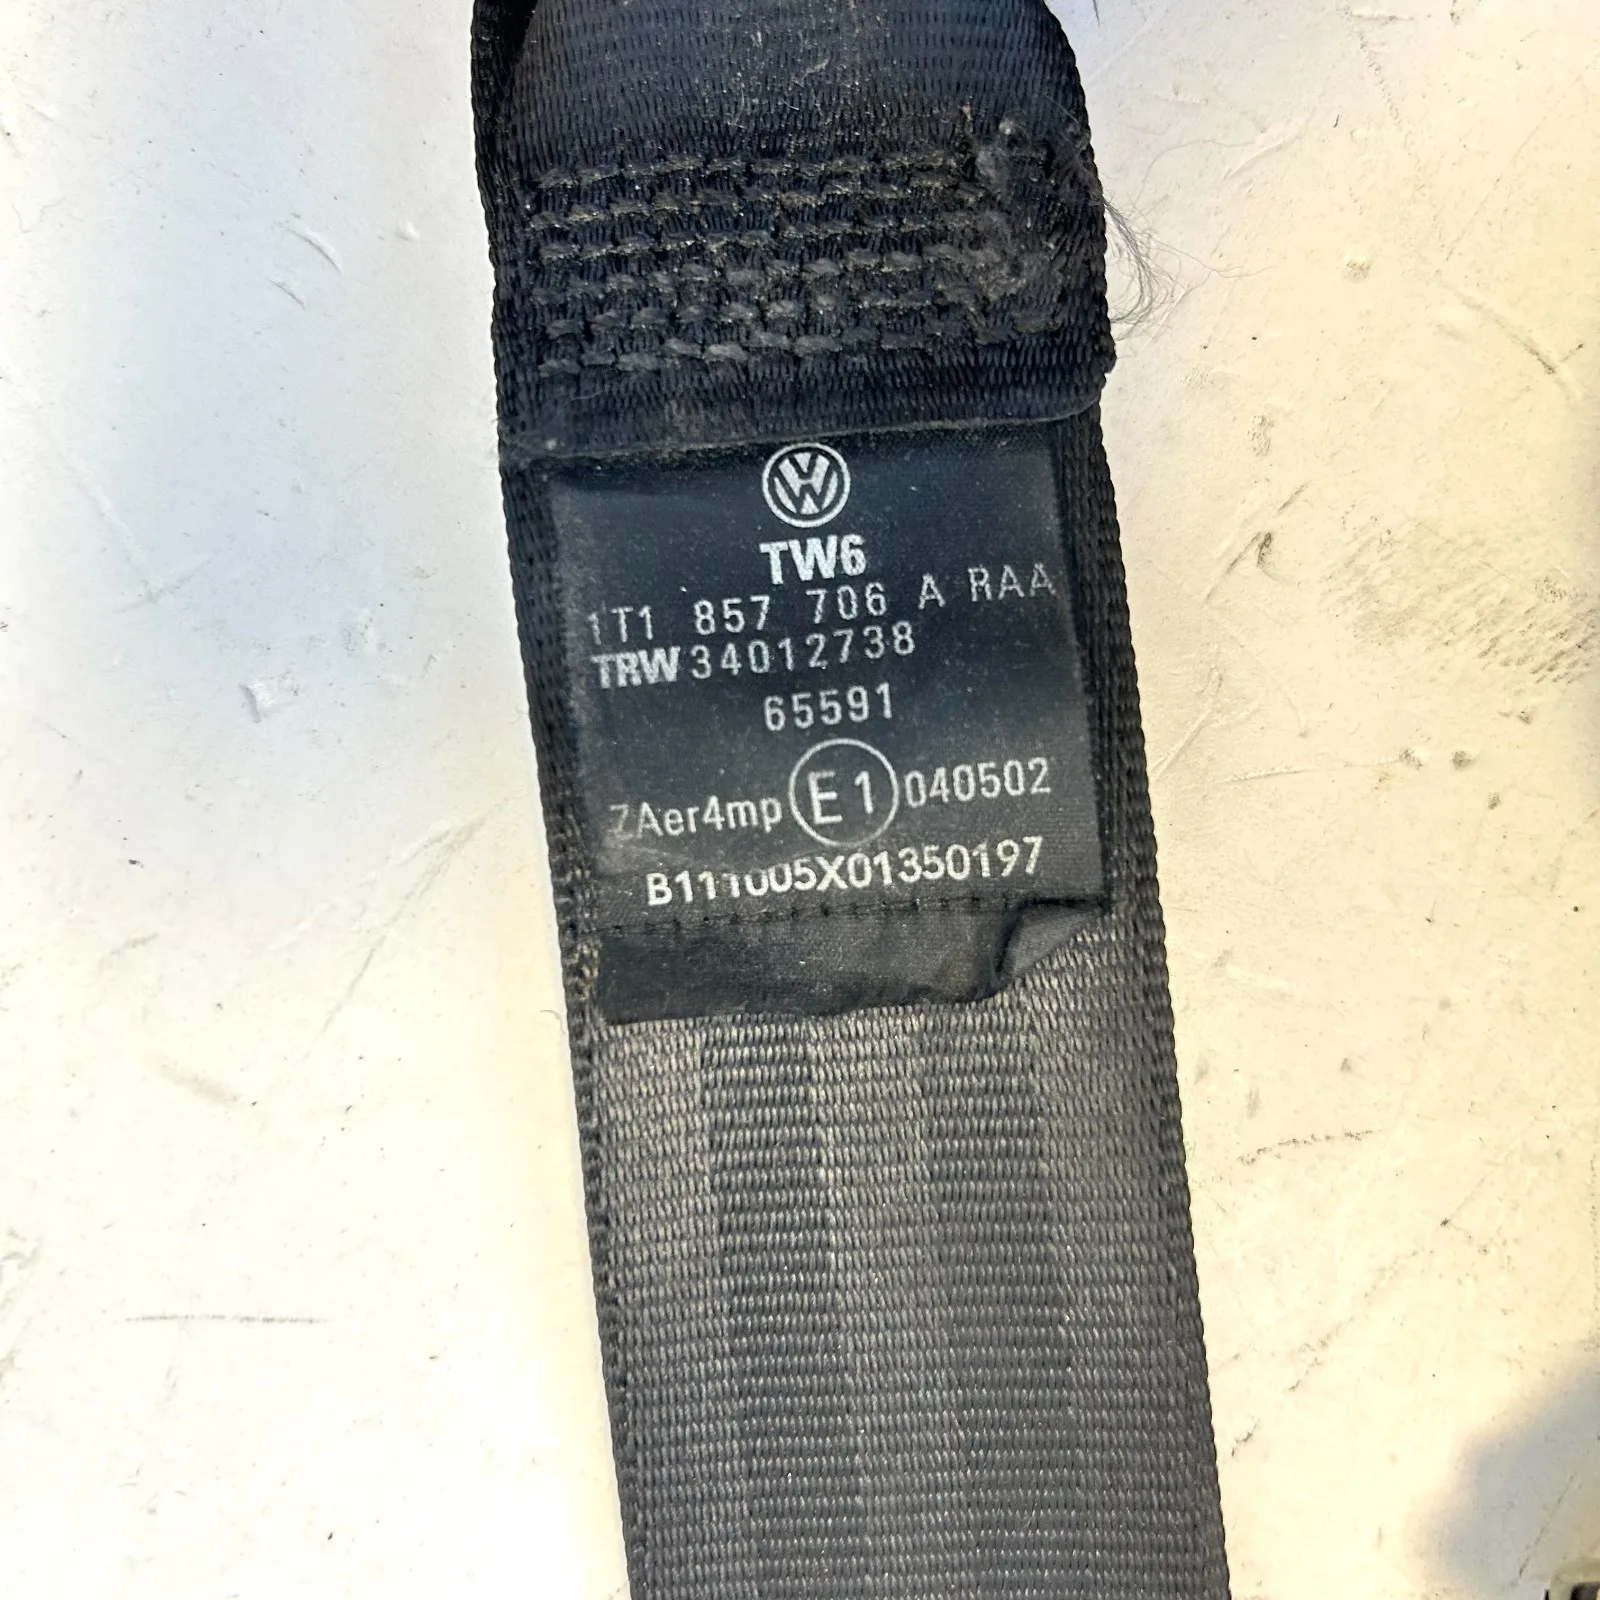 TW6
1T1 857 706 A RAA
TRW 34012738
65591
ZAer4mp E1 040502
B111005X01350197